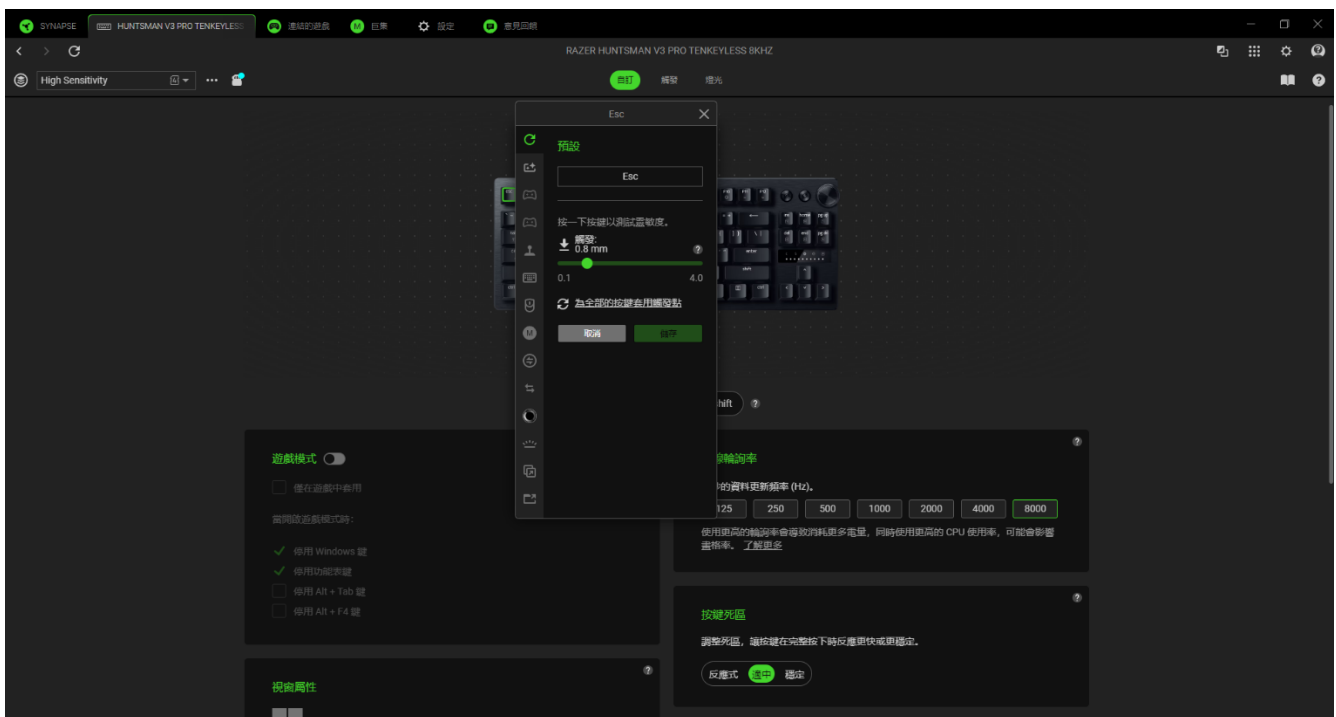 SYNAPSE
HUNTSMAN V3 PRO TENKEYLESS
連結的遊戲
巨集
設定
意見回饋
RAZER HUNTSMAN V3 PRO TENKEYLESS 8KHZ
High Sensitivity
自訂
觸發
燈光
Esc
預設
Esc
按一下按鍵以測試靈敏度。
觸發:
0.8 mm
0.1 4.0
為全部的按鍵套用觸發點
取消 儲存
hift
遊戲模式
僅在遊戲中套用
當開啟遊戲模式時:
停用 Windows 鍵
停用功能表鍵
停用 Alt + Tab 鍵
停用 Alt + F4 鍵
視窗屬性
輪詢率
的資料更新頻率 (Hz)。
125 250 500 1000 2000 4000 8000
使用更高的輪詢率會導致消耗更多電量，同時使用更高的 CPU 使用率，可能會影響
畫格率。 了解更多
按鍵死區
調整死區，讓按鍵在完整按下時反應更快或更穩定。
反應式 適中 穩定